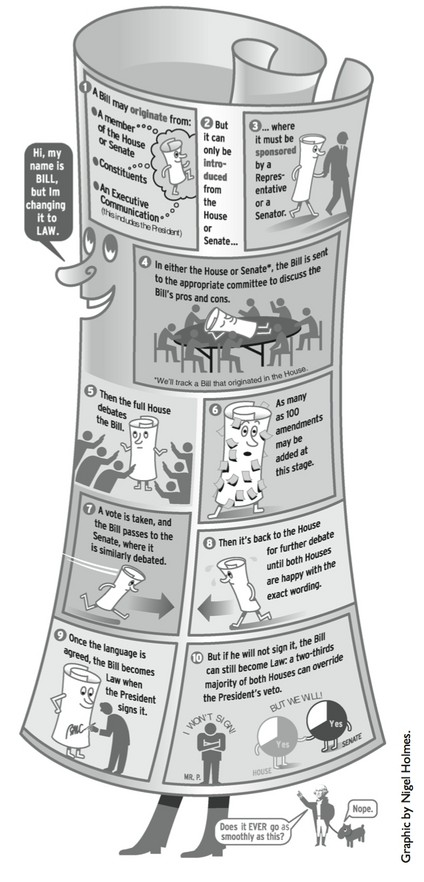 Hi, my
name is
BILL,
but Im
changing
it to
LAW.
1 A Bill may originate from:
• A member
of the House
or Senate
• Constituents
• An Executive
Communication
(this includes the President)
2 But
it can
only be
intro-
duced
from
the
House
or
Senate...
3 ... where
it must be
sponsored
by a
Repres-
entative
or a
Senator.
4 In either the House or Senate*, the Bill is sent
to the appropriate committee to discuss the
Bill's pros and cons.
*We'll track a Bill that originated in the House.
5 Then the full House
debates
the Bill.
6 As many
as 100
amendments
may be
added at
this stage.
7 A vote is taken, and
the Bill passes to the
Senate, where it
is similarly debated.
8 Then it's back to the House
for further debate
until both Houses
are happy with the
exact wording.
9 Once the language is
agreed, the Bill becomes
Law when
the President
signs it.
10 But if he will not sign it, the Bill
can still become Law: a two-thirds
majority of both Houses can override
the President's veto.
I WON'T SIGN!
MR. P.
BUT WE WILL!
Yes
HOUSE
Yes
SENATE
Does it EVER go as
smoothly as this?
Nope.
Graphic by Nigel Holmes.